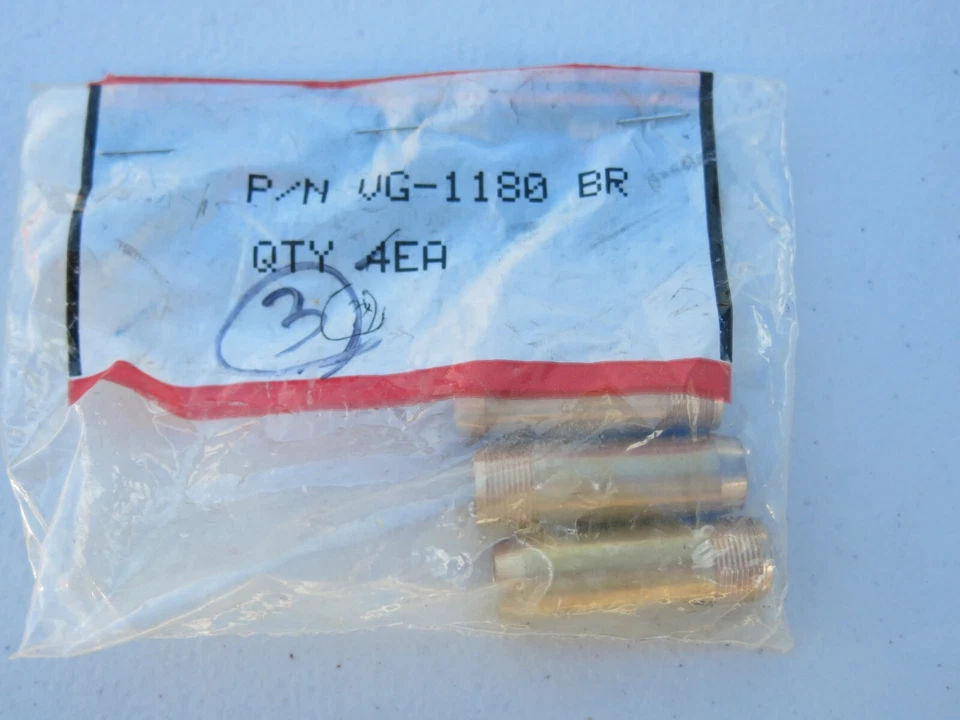 P/N VG-1180 BR
QTY 4EA
3